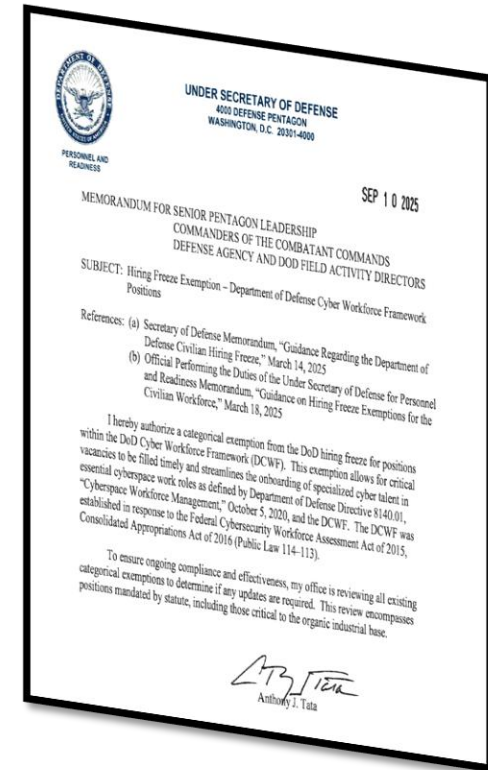 UNDER SECRETARY OF DEFENSE
4000 DEFENSE PENTAGON
WASHINGTON, D.C. 20301-4000
PERSONNEL AND
READINESS
SEP 10 2025
MEMORANDUM FOR SENIOR PENTAGON LEADERSHIP
COMMANDERS OF THE COMBATANT COMMANDS
DEFENSE AGENCY AND DOD FIELD ACTIVITY DIRECTORS
SUBJECT: Hiring Freeze Exemption – Department of Defense Cyber Workforce Framework
Positions
References: (a) Secretary of Defense Memorandum, “Guidance Regarding the Department of
Defense Civilian Hiring Freeze,” March 14, 2025
(b) Official Performing the Duties of the Under Secretary of Defense for Personnel
and Readiness Memorandum, “Guidance on Hiring Freeze Exemptions for the
Civilian Workforce,” March 18, 2025
I hereby authorize a categorical exemption from the DoD hiring freeze for positions
within the DoD Cyber Workforce Framework (DCWF). This exemption allows for critical
vacancies to be filled timely and streamlines the onboarding of specialized cyber talent in
essential cyberspace work roles as defined by Department of Defense Directive 8140.01,
“Cyberspace Workforce Management,” October 5, 2020, and the DCWF. The DCWF was
established in response to the Federal Cybersecurity Workforce Assessment Act of 2015,
Consolidated Appropriations Act of 2016 (Public Law 114–113).
To ensure ongoing compliance and effectiveness, my office is reviewing all existing
categorical exemptions to determine if any updates are required. This review encompasses
positions mandated by statute, including those critical to the organic industrial base.
Anthony J. Tata